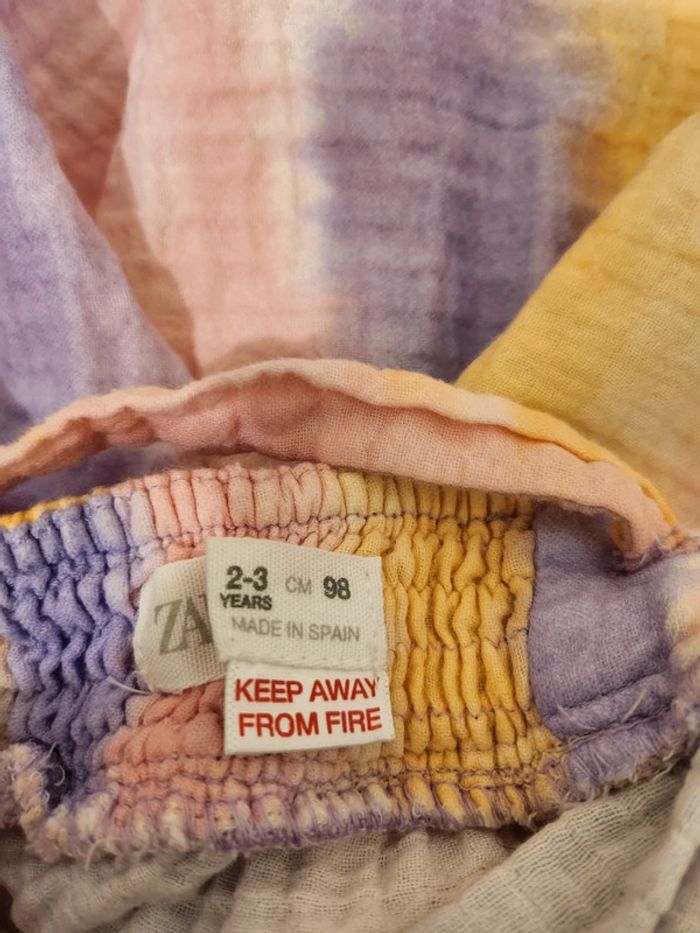 2-3 CM 98
YEARS
MADE IN SPAIN
KEEP AWAY
FROM FIRE